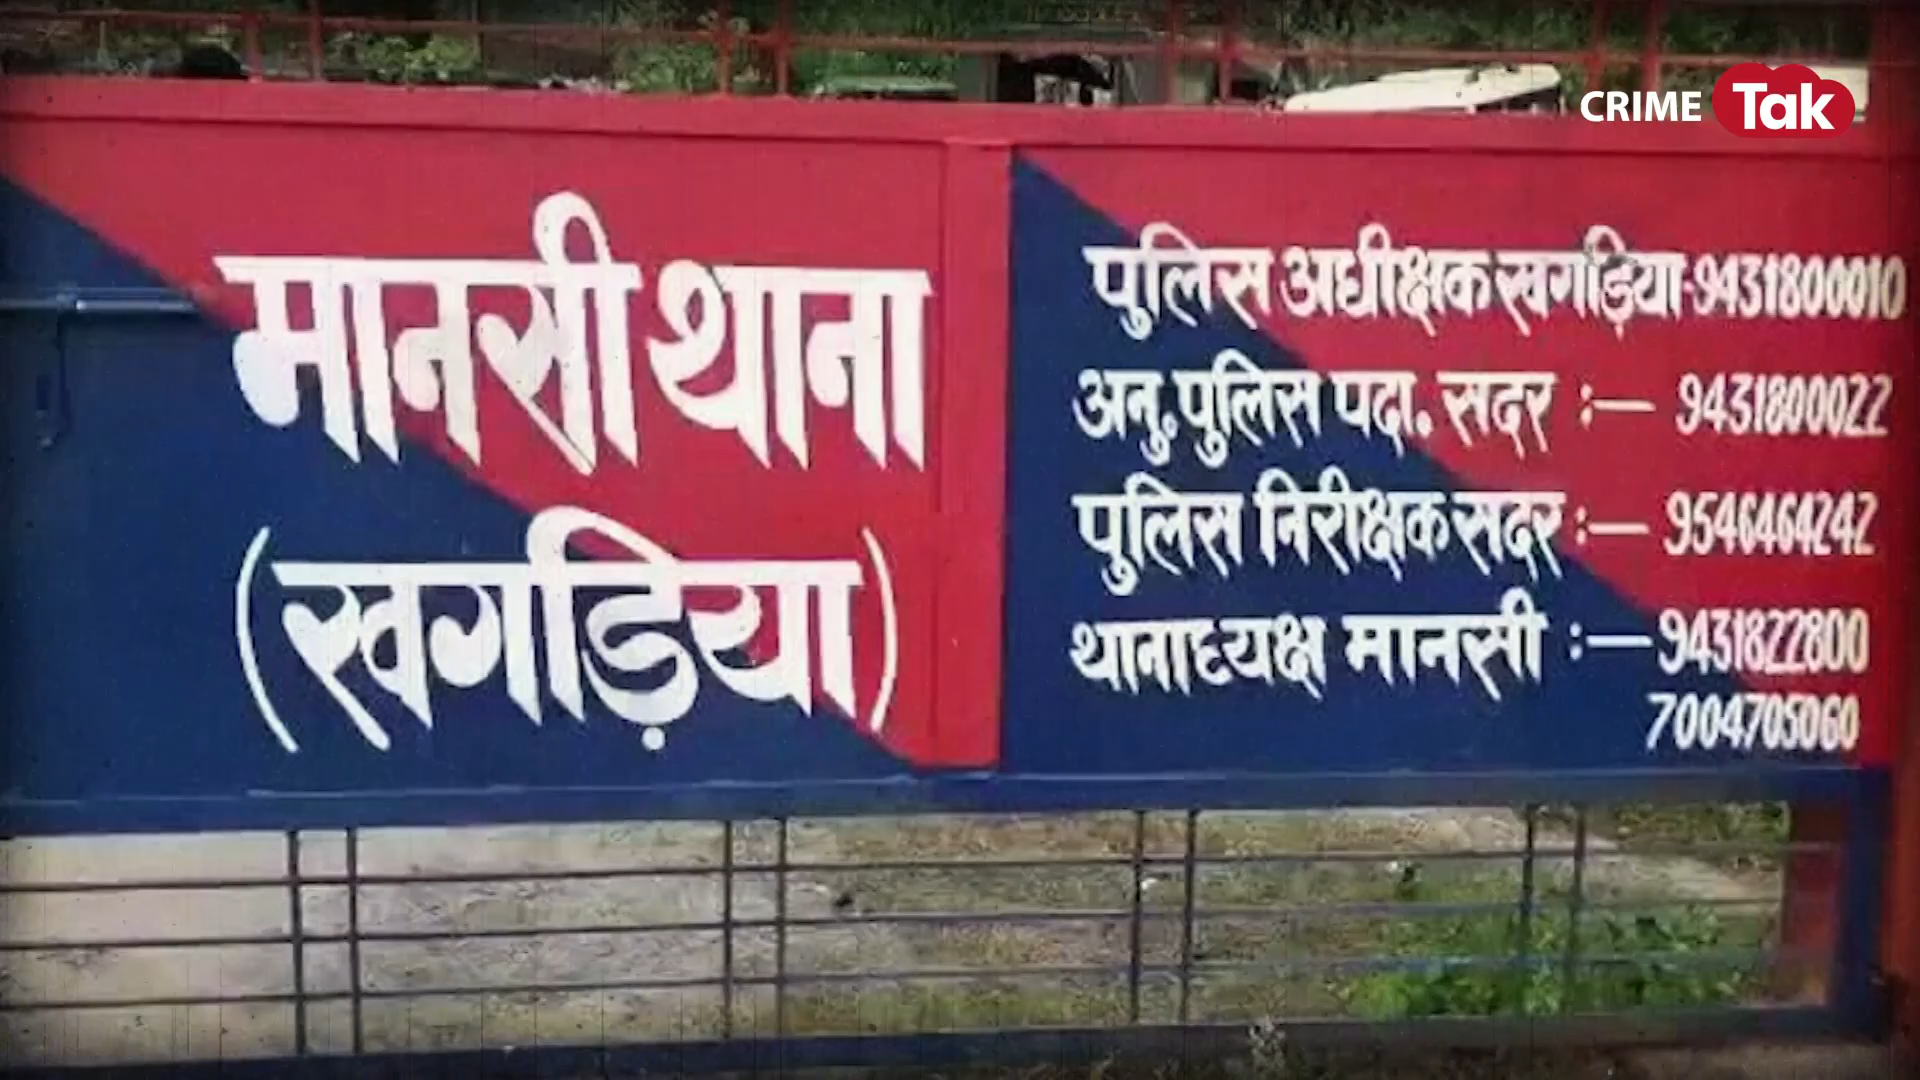 CRIME Tak
मानसी थाना
(खगड़िया)
पुलिस अधीक्षक खगड़िया-9431800010
अनु. पुलिस पदा. सदर :— 9431800022
पुलिस निरीक्षक सदर :— 9546464242
थानाध्यक्ष मानसी :— 9431822800
7004705060